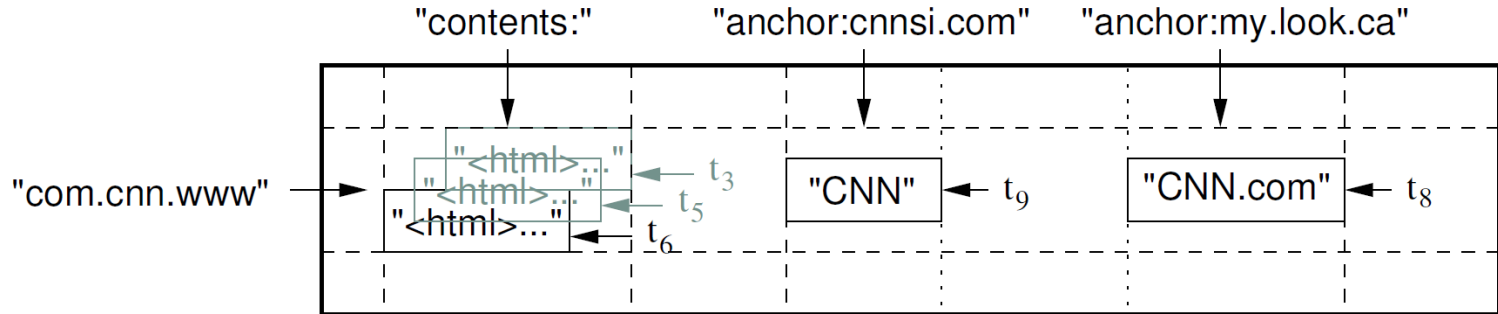 "contents:" "anchor:cnnsi.com" "anchor:my.look.ca"
"<html>..." t3
"com.cnn.www" "<html>..." t5 "CNN" t9 "CNN.com" t8
"<html>..." t6